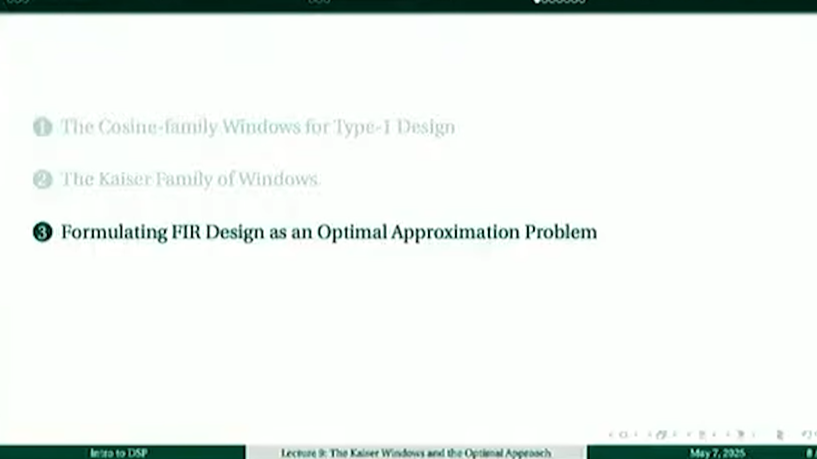 1 The Cosine-family Windows for Type-1 Design
2 The Kaiser Family of Windows
3 Formulating FIR Design as an Optimal Approximation Problem
Intro to DSP Lecture 9: The Kaiser Windows and the Optimal Approach May 7, 2025 8 /